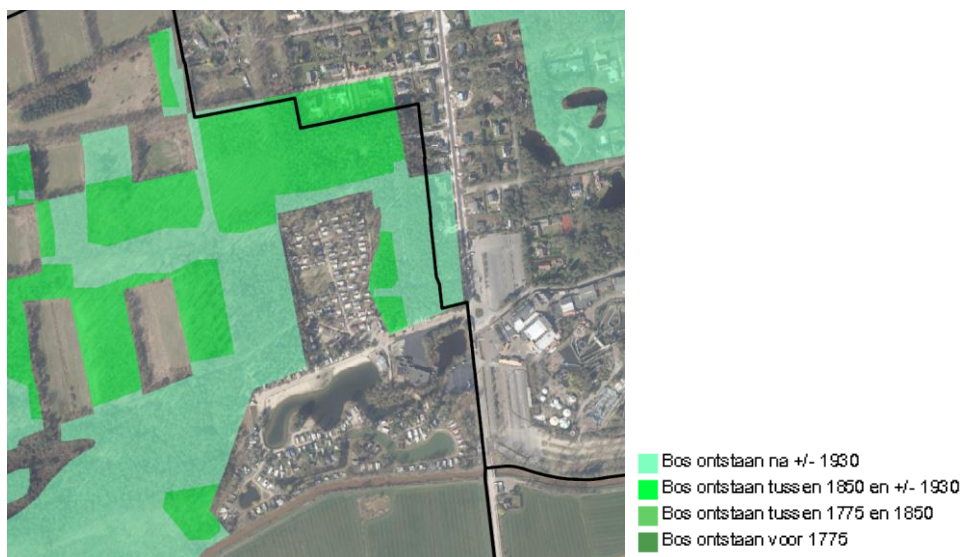 Bos ontstaan na +/- 1930
Bos ontstaan tussen 1850 en +/- 1930
Bos ontstaan tussen 1775 en 1850
Bos ontstaan voor 1775